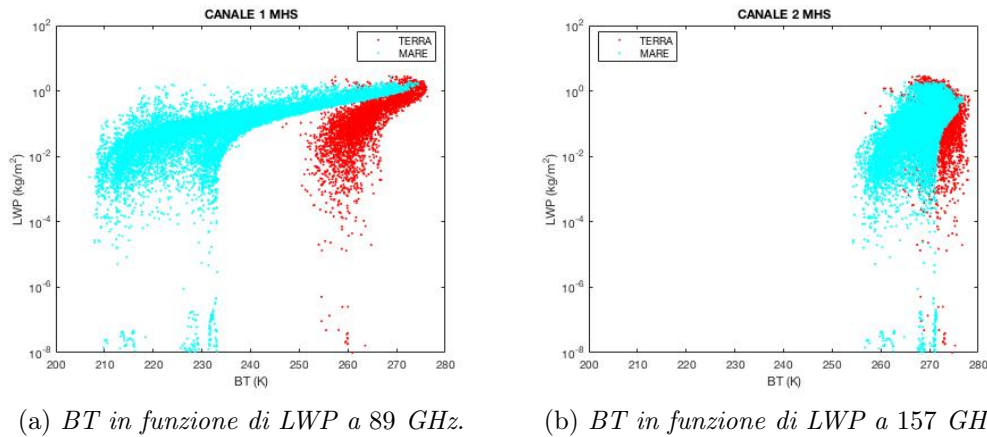 CANALE 1 MHS
10^2
10^0
10^-2
10^-4
10^-6
10^-8
LWP (kg/m^2)
TERRA
MARE
200 210 220 230 240 250 260 270 280
BT (K)
(a) BT in funzione di LWP a 89 GHz.
CANALE 2 MHS
10^2
10^0
10^-2
10^-4
10^-6
10^-8
LWP (kg/m^2)
TERRA
MARE
200 210 220 230 240 250 260 270 280
BT (K)
(b) BT in funzione di LWP a 157 GH